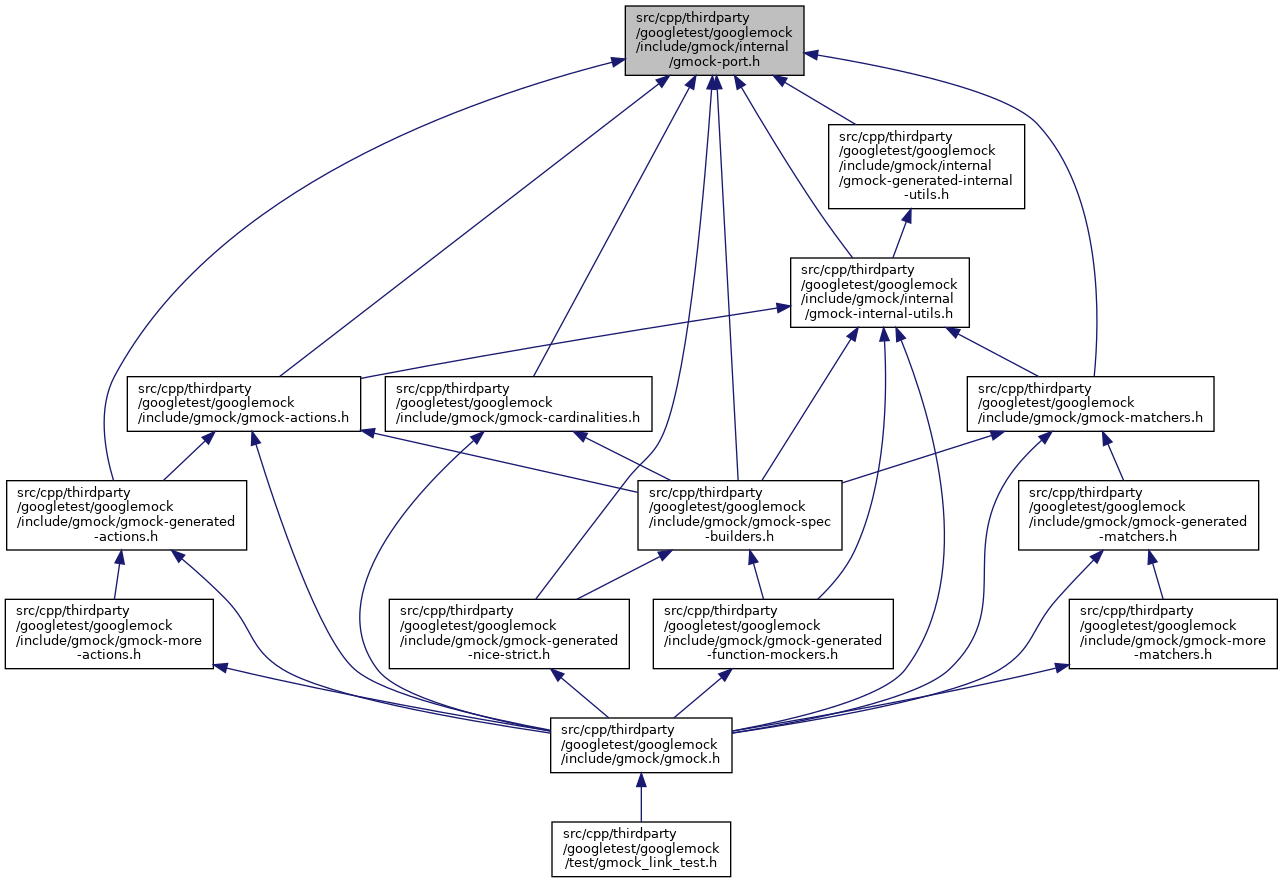 src/cpp/thirdparty
/googletest/googlemock
/include/gmock/internal
/gmock-port.h
src/cpp/thirdparty
/googletest/googlemock
/include/gmock/internal
/gmock-generated-internal
-utils.h
src/cpp/thirdparty
/googletest/googlemock
/include/gmock/internal
/gmock-internal-utils.h
src/cpp/thirdparty
/googletest/googlemock
/include/gmock/gmock-actions.h
src/cpp/thirdparty
/googletest/googlemock
/include/gmock/gmock-cardinalities.h
src/cpp/thirdparty
/googletest/googlemock
/include/gmock/gmock-matchers.h
src/cpp/thirdparty
/googletest/googlemock
/include/gmock/gmock-generated
-actions.h
src/cpp/thirdparty
/googletest/googlemock
/include/gmock/gmock-spec
-builders.h
src/cpp/thirdparty
/googletest/googlemock
/include/gmock/gmock-generated
-matchers.h
src/cpp/thirdparty
/googletest/googlemock
/include/gmock/gmock-more
-actions.h
src/cpp/thirdparty
/googletest/googlemock
/include/gmock/gmock-generated
-nice-strict.h
src/cpp/thirdparty
/googletest/googlemock
/include/gmock/gmock-generated
-function-mockers.h
src/cpp/thirdparty
/googletest/googlemock
/include/gmock/gmock-more
-matchers.h
src/cpp/thirdparty
/googletest/googlemock
/include/gmock/gmock.h
src/cpp/thirdparty
/googletest/googlemock
/test/gmock_link_test.h